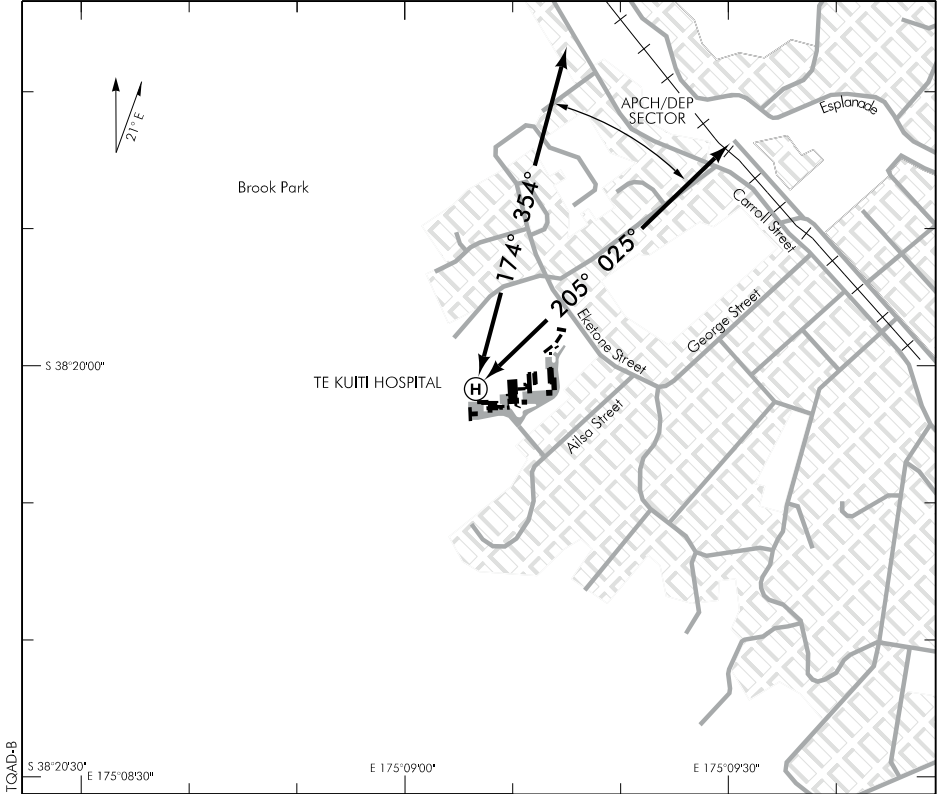 21° E
APCH/DEP
SECTOR
Esplanade
Brook Park
354°
174°
025°
205°
Carroll Street
George Street
Eketone Street
S 38°20'00"
TE KUITI HOSPITAL
H
Ailsa Street
TQAD-B
S 38°20'30"
E 175°08'30"
E 175°09'00"
E 175°09'30"